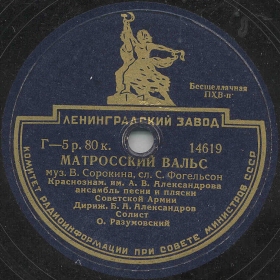 Бесшеллачная
ПХВ-п
ЛЕНИНГРАДСКИЙ ЗАВОД
Г—5 р. 80 к. 14619
МАТРОССКИЙ ВАЛЬС
муз. В. Сорокина, сл. С. Фогельсон
Краснознам. им. А. В. Александрова
ансамбль песни и пляски
Советской Армии
Дириж. Б. А. Александров
Солист
О. Разумовский
КОМИТЕТ РАДИОИНФОРМАЦИИ ПРИ СОВЕТЕ МИНИСТРОВ СССР